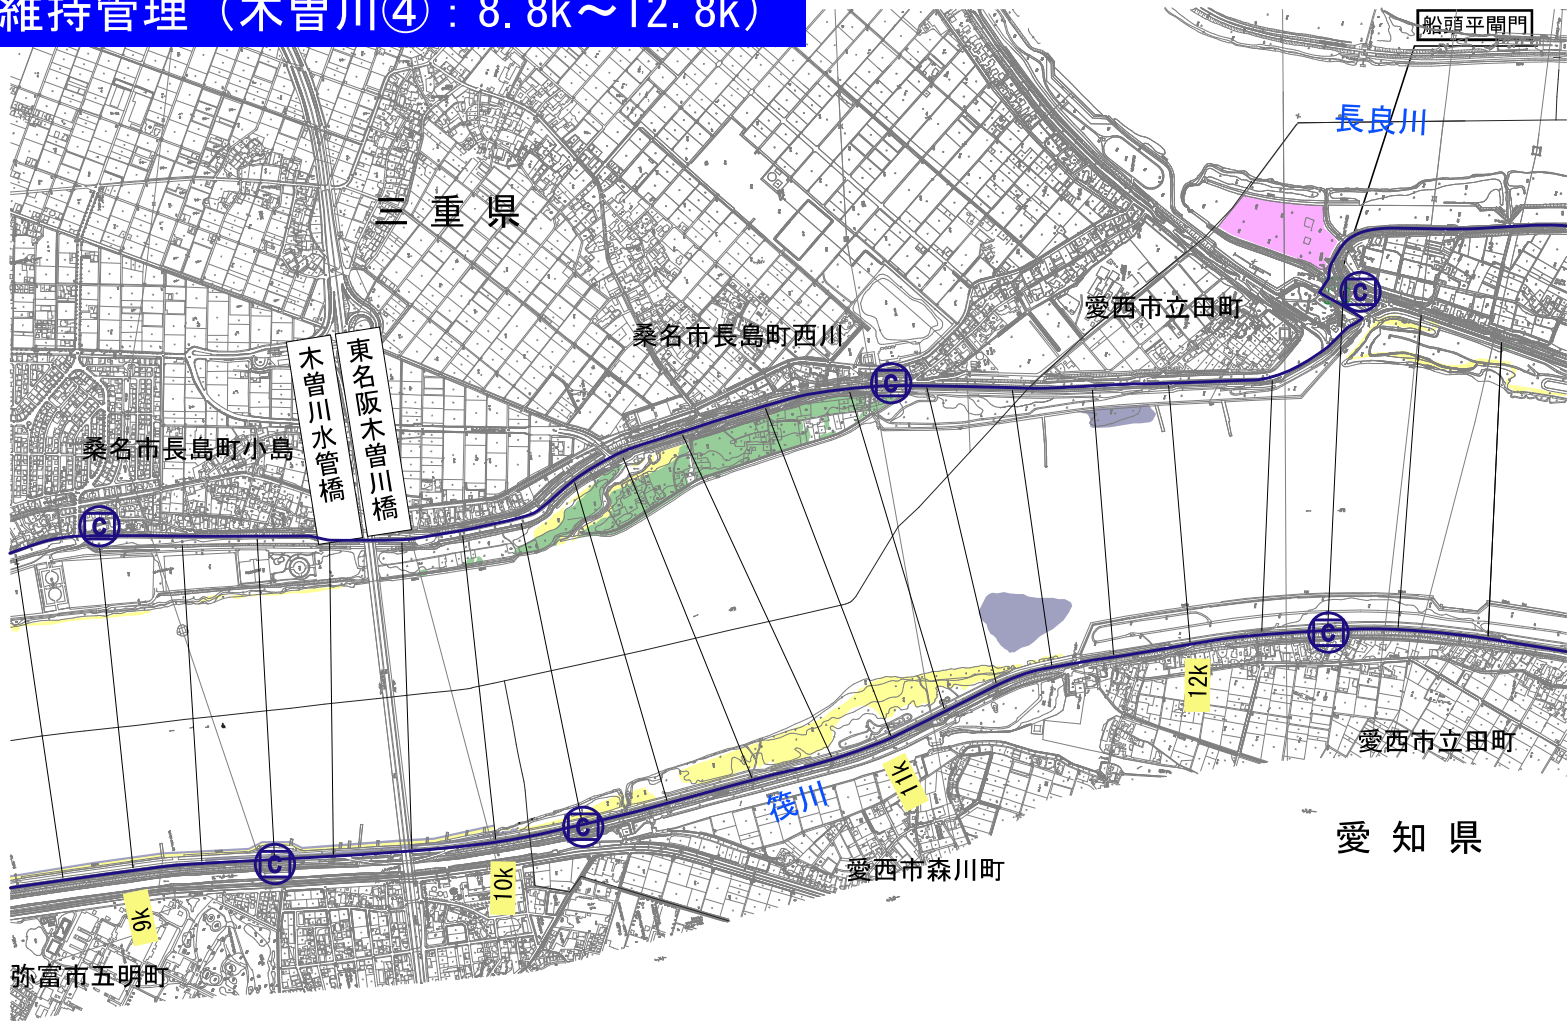 維持管理（木曽川④：8.8k～12.8k）
船頭平閘門
長良川
三重県
愛西市立田町
桑名市長島町西川
木曽川水管橋
東名阪木曽川橋
桑名市長島町小島
C
C
C
C
C
C
12k
愛西市立田町
11k
筏川
愛知県
愛西市森川町
10k
9k
弥富市五明町